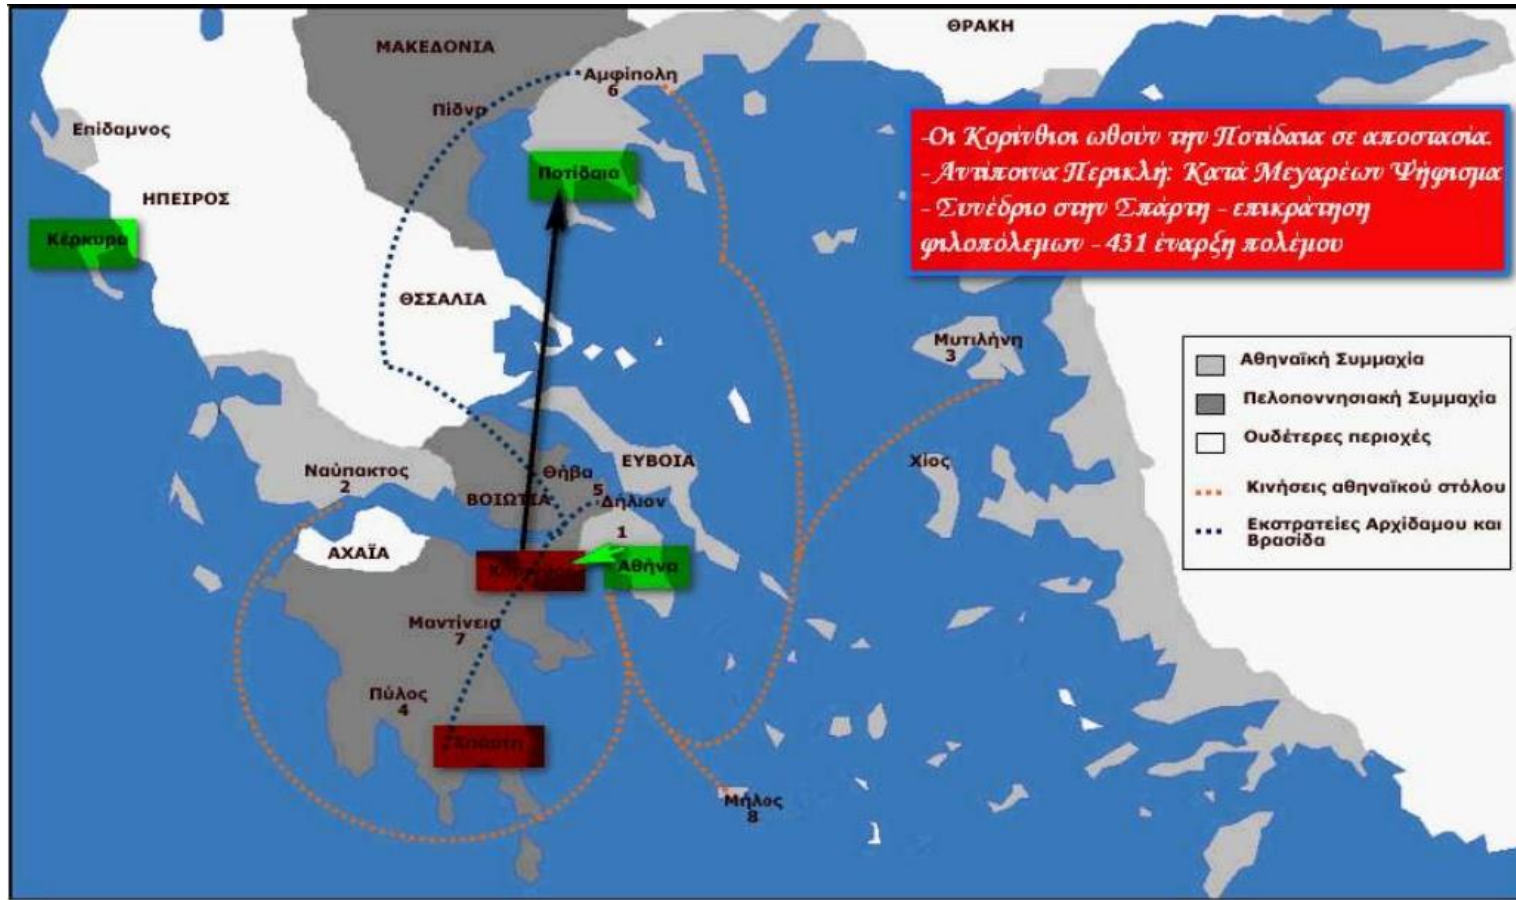 ΘΡΑΚΗ
ΜΑΚΕΔΟΝΙΑ
Αμφίπολη
6
Πίδνα
Επίδαμνος
-Οι Κορίνθιοι ωθούν την Ποτίδαια σε αποστασία.
- Αντίποινα Περικλή: Κατά Μεγαρέων Ψήφισμα
- Συνέδριο στην Σπάρτη - επικράτηση
φιλοπόλεμων - 431 έναρξη πολέμου
Ποτίδαια
ΗΠΕΙΡΟΣ
Κέρκυρα
ΘΣΣΑΛΙΑ
Μυτιλήνη
3
Αθηναϊκή Συμμαχία
Πελοποννησιακή Συμμαχία
Ουδέτερες περιοχές
Κινήσεις αθηναϊκού στόλου
Εκστρατείες Αρχίδαμου και
Βρασίδα
Ναύπακτος
2
Θήβα
ΕΥΒΟΙΑ
Χίος
ΒΟΙΩΤΙΑ
5
Δήλιον
1
ΑΧΑΪΑ
Αθήνα
Μαντίνεια
7
Πύλος
4
Σπάρτη
Μήλος
8